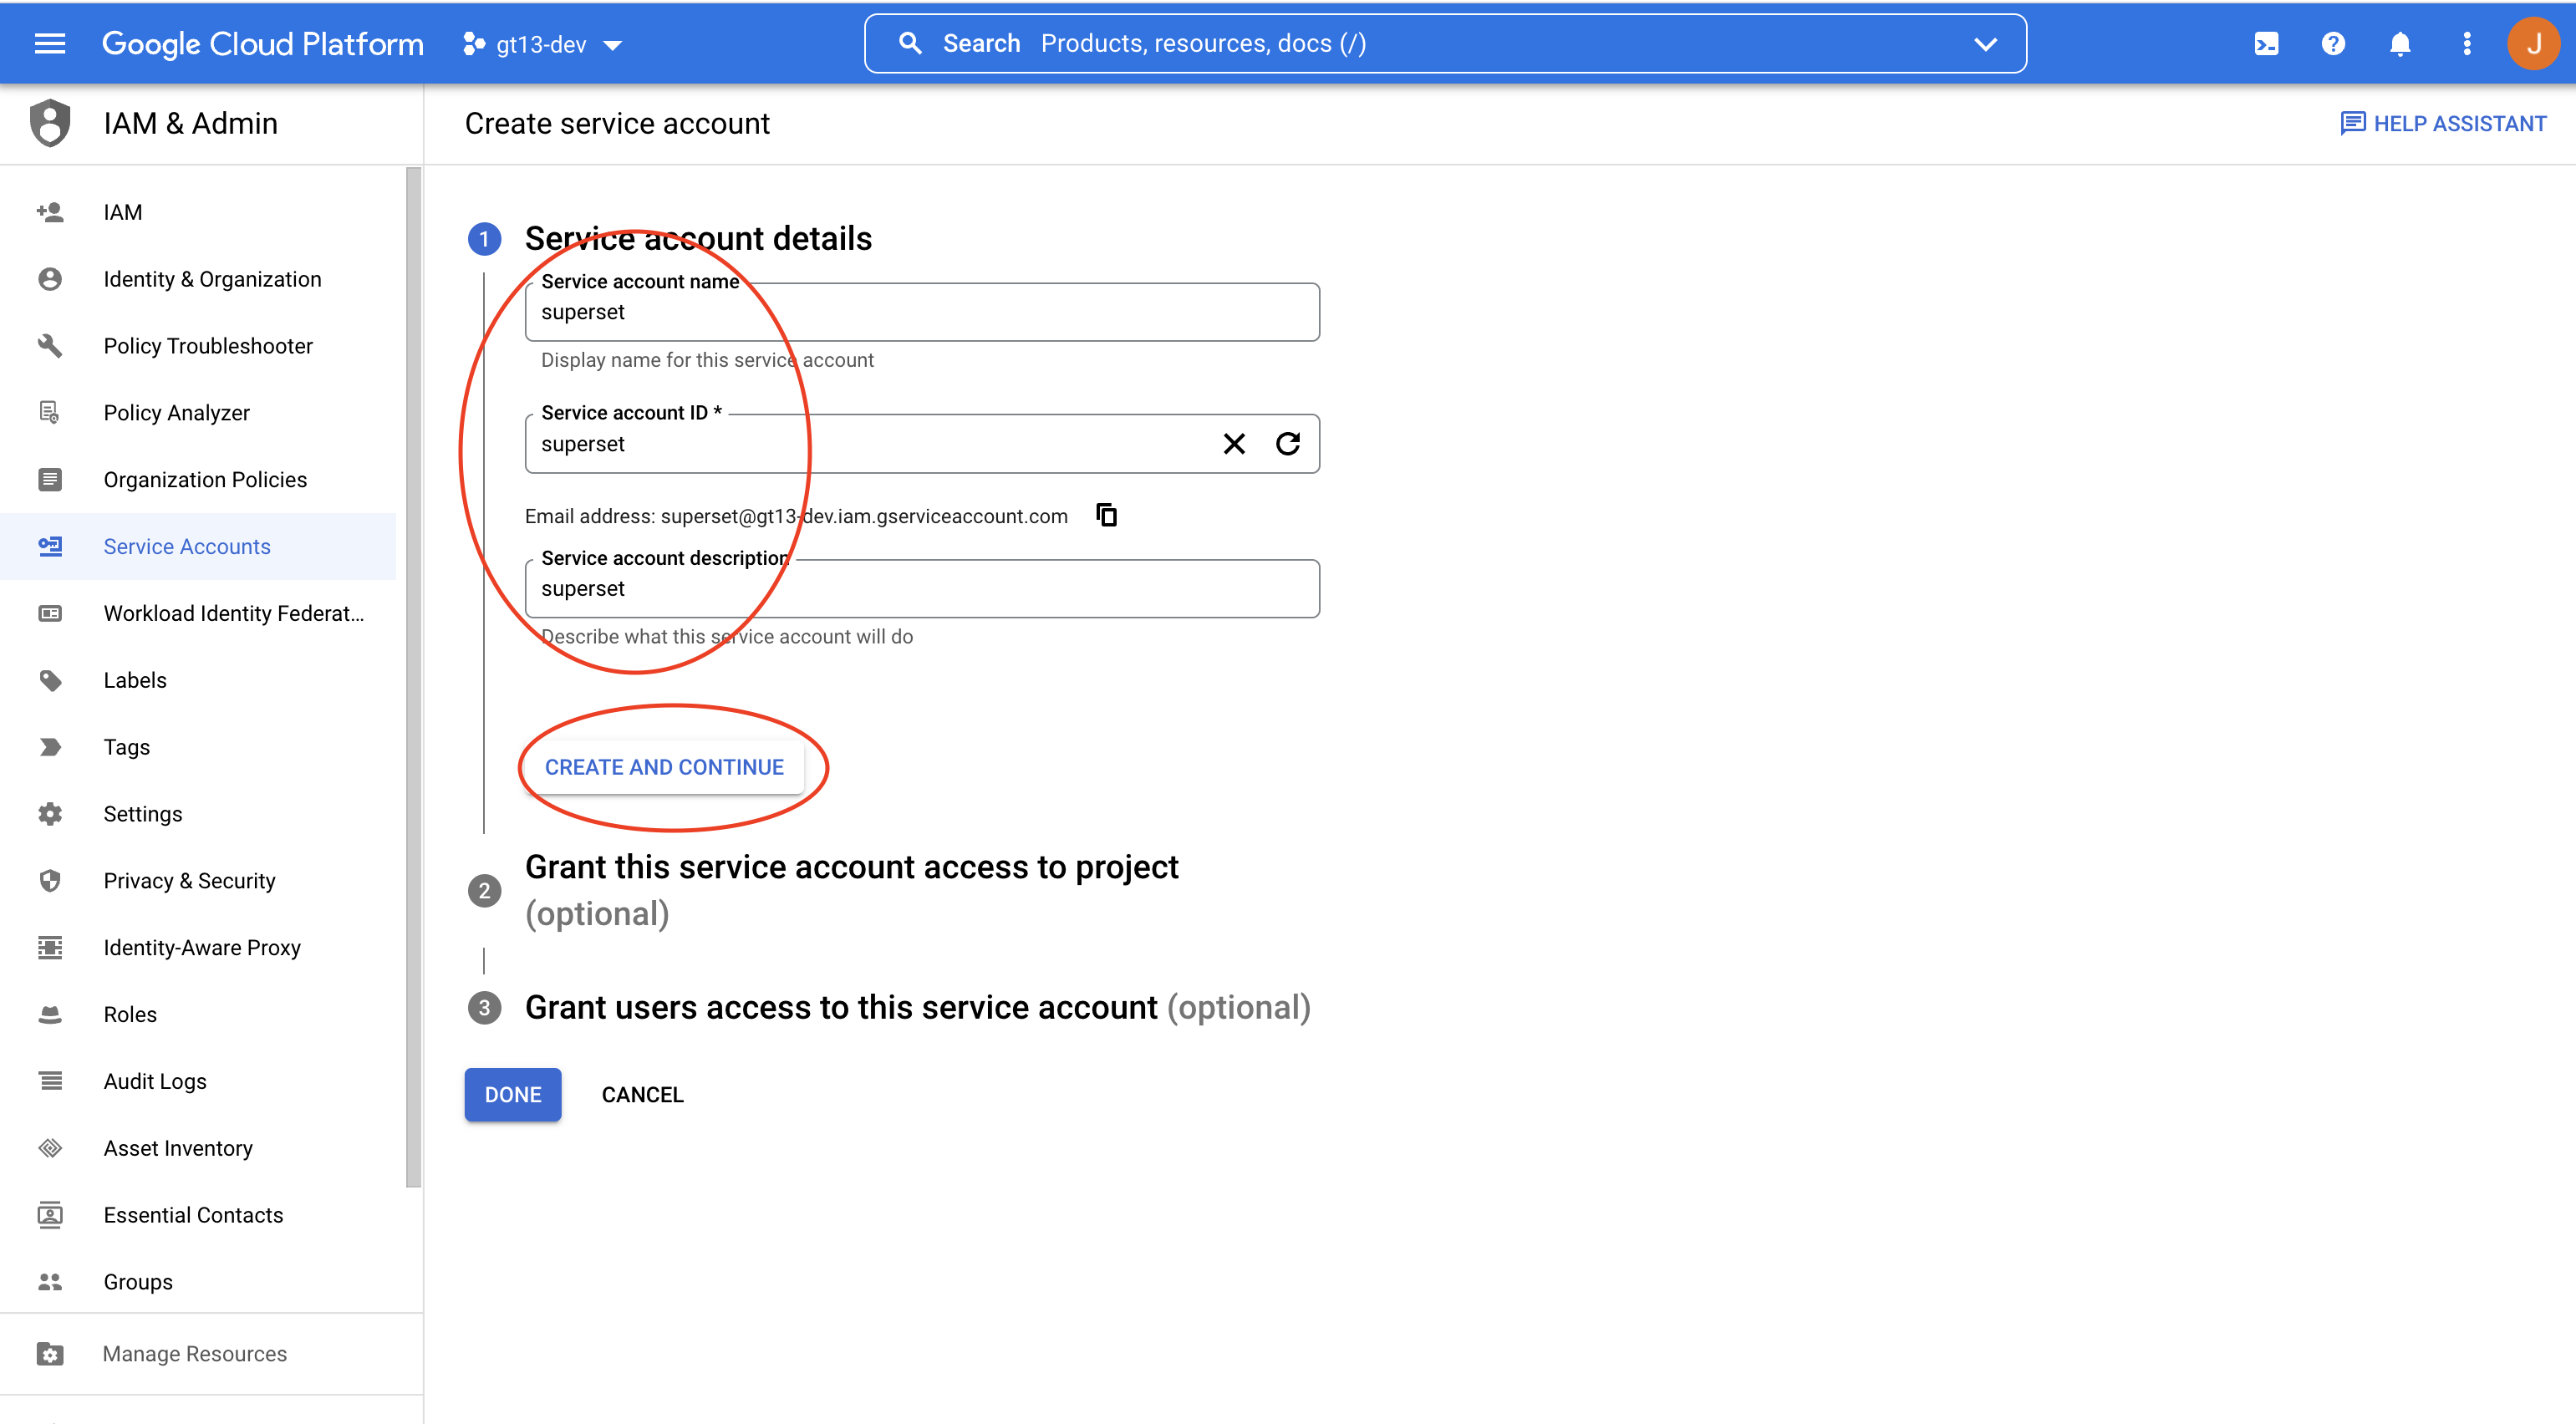 Google Cloud Platform
gt13-dev
Search Products, resources, docs (/)
J
IAM & Admin
Create service account
HELP ASSISTANT
IAM
Identity & Organization
Policy Troubleshooter
Policy Analyzer
Organization Policies
Service Accounts
Workload Identity Federat...
Labels
Tags
Settings
Privacy & Security
Identity-Aware Proxy
Roles
Audit Logs
Asset Inventory
Essential Contacts
Groups
Manage Resources
1 Service account details
Service account name
superset
Display name for this service account
Service account ID *
superset
Email address: superset@gt13-dev.iam.gserviceaccount.com
Service account description
superset
Describe what this service account will do
CREATE AND CONTINUE
2 Grant this service account access to project
(optional)
3 Grant users access to this service account (optional)
DONE CANCEL